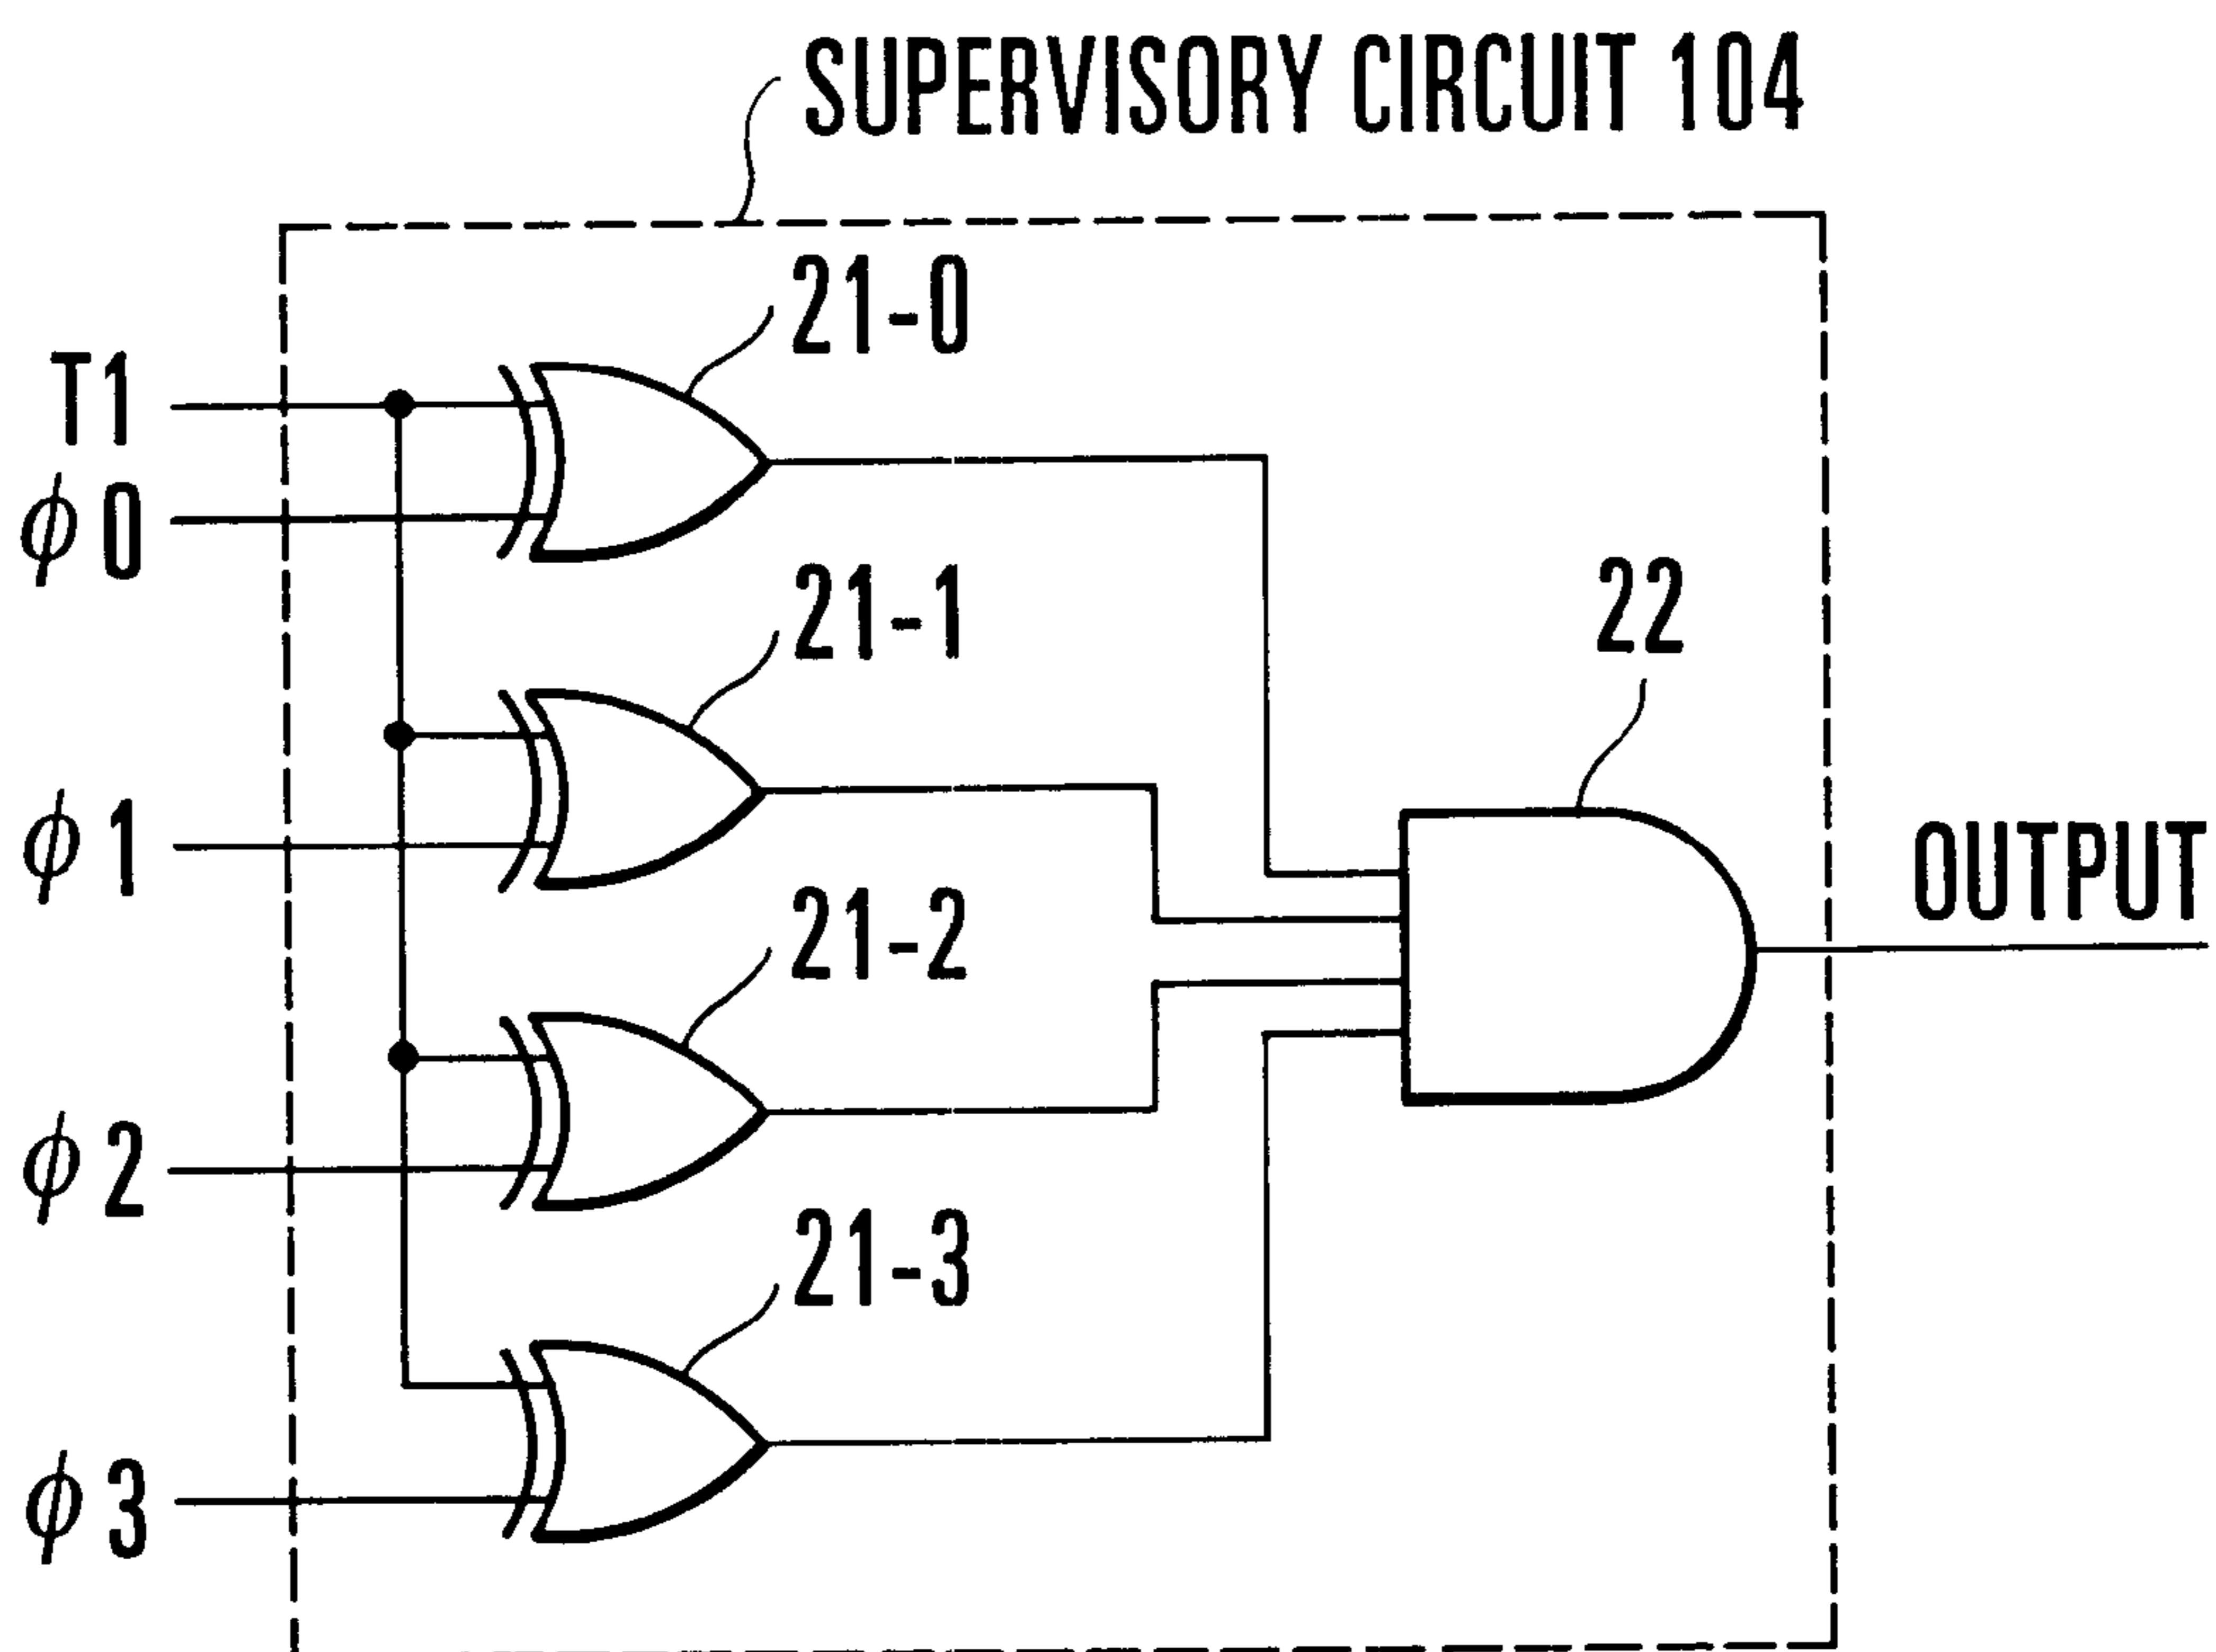 SUPERVISORY CIRCUIT 104
21-0
T1
ϕ0
21-1
22
ϕ1
OUTPUT
21-2
ϕ2
21-3
ϕ3